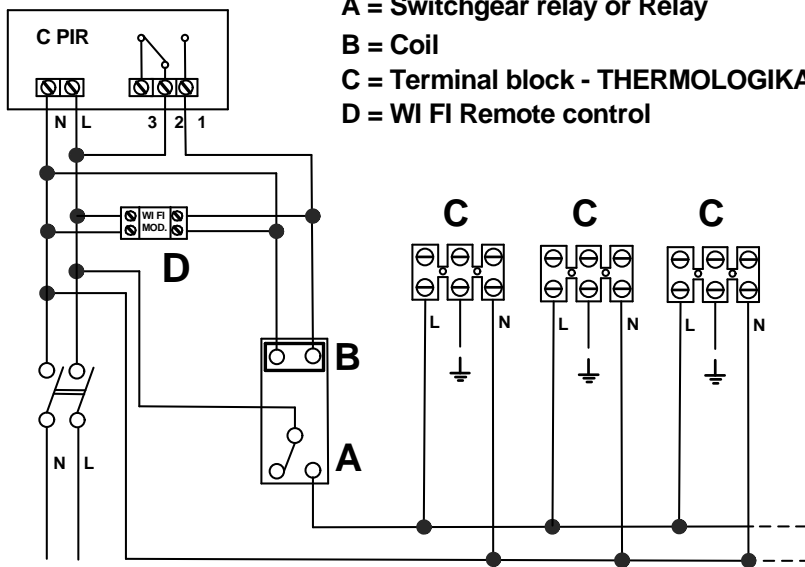 A = Switchgear relay or Relay
B = Coil
C = Terminal block - THERMOLOGIKA
D = WI FI Remote control
C PIR
N L 3 2 1
WI FI
MOD.
D
C C C
L N L N L N
B
A
N L